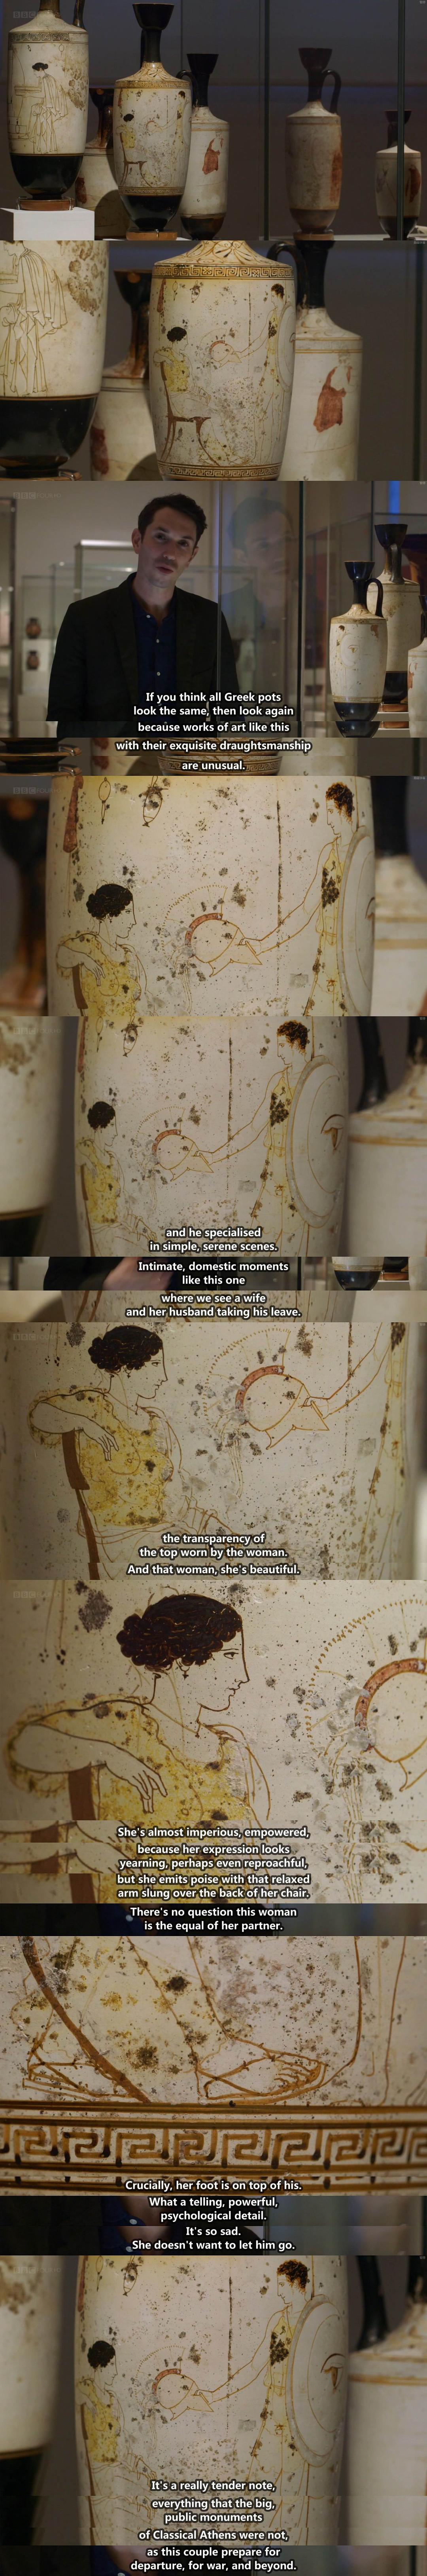 If you think all Greek pots
look the same, then look again
because works of art like this
with their exquisite draughtsmanship
are unusual.
and he specialised
in simple, serene scenes.
Intimate, domestic moments
like this one
where we see a wife
and her husband taking his leave.
the transparency of
the top worn by the woman.
And that woman, she's beautiful.
She's almost imperious, empowered,
because her expression looks
yearning, perhaps even reproachful,
but she emits poise with that relaxed
arm slung over the back of her chair.
There's no question this woman
is the equal of her partner.
Crucially, her foot is on top of his.
What a telling, powerful,
psychological detail.
It's so sad.
She doesn't want to let him go.
It's a really tender note,
everything that the big,
public monuments
of Classical Athens were not,
as this couple prepare for
departure, for war, and beyond.